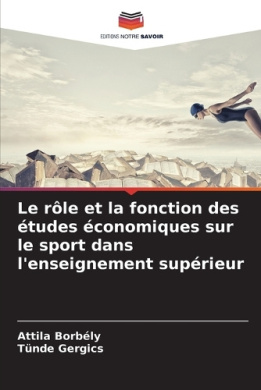 EDITIONS NOTRE SAVOIR
Le rôle et la fonction des
études économiques sur
le sport dans
l'enseignement supérieur
Attila Borbély
Tünde Gergics